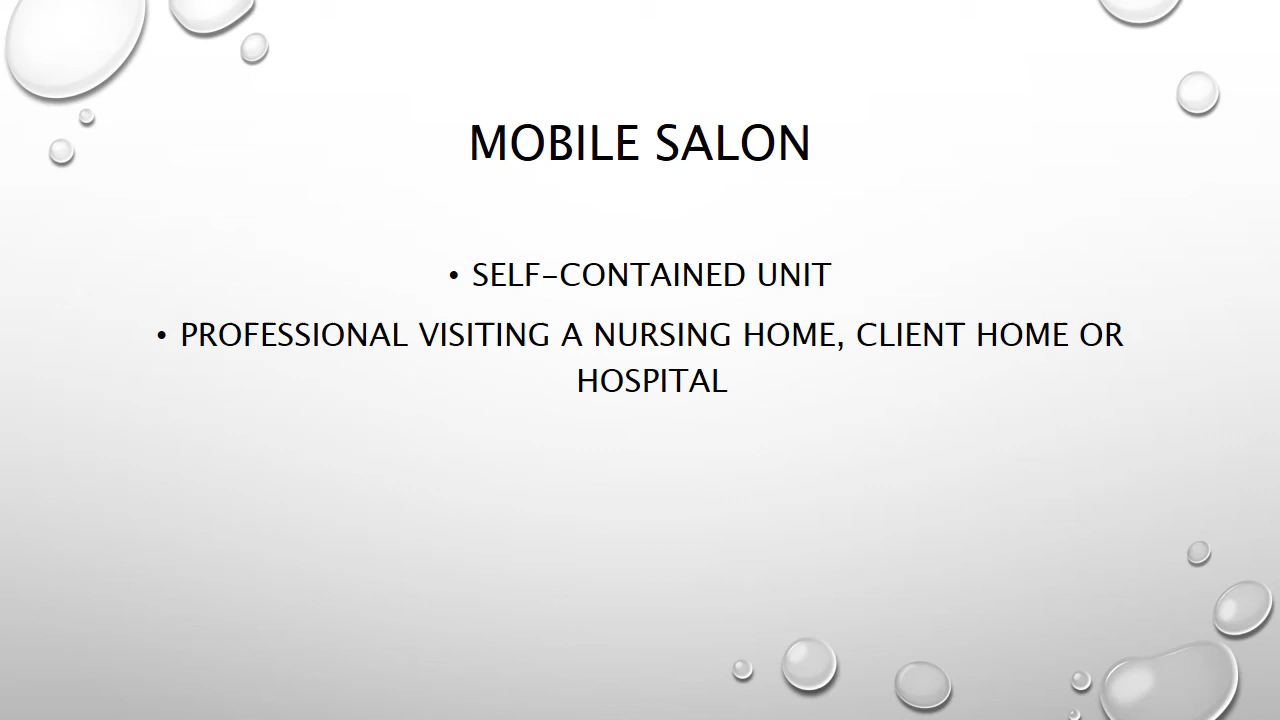 MOBILE SALON
• SELF-CONTAINED UNIT
• PROFESSIONAL VISITING A NURSING HOME, CLIENT HOME OR
HOSPITAL